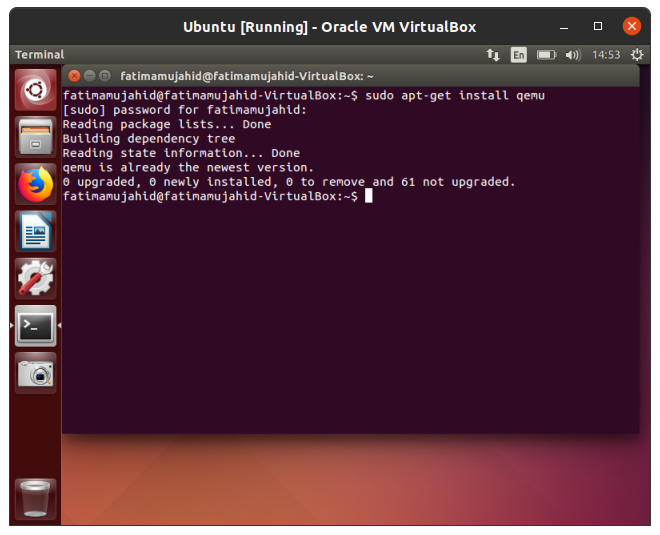 Ubuntu [Running] - Oracle VM VirtualBox
Terminal
En
14:53
fatimamujahid@fatimamujahid-VirtualBox: ~
fatimamujahid@fatimamujahid-VirtualBox:~$ sudo apt-get install qemu
[sudo] password for fatimamujahid:
Reading package lists... Done
Building dependency tree
Reading state information... Done
qemu is already the newest version.
0 upgraded, 0 newly installed, 0 to remove and 61 not upgraded.
fatimamujahid@fatimamujahid-VirtualBox:~$